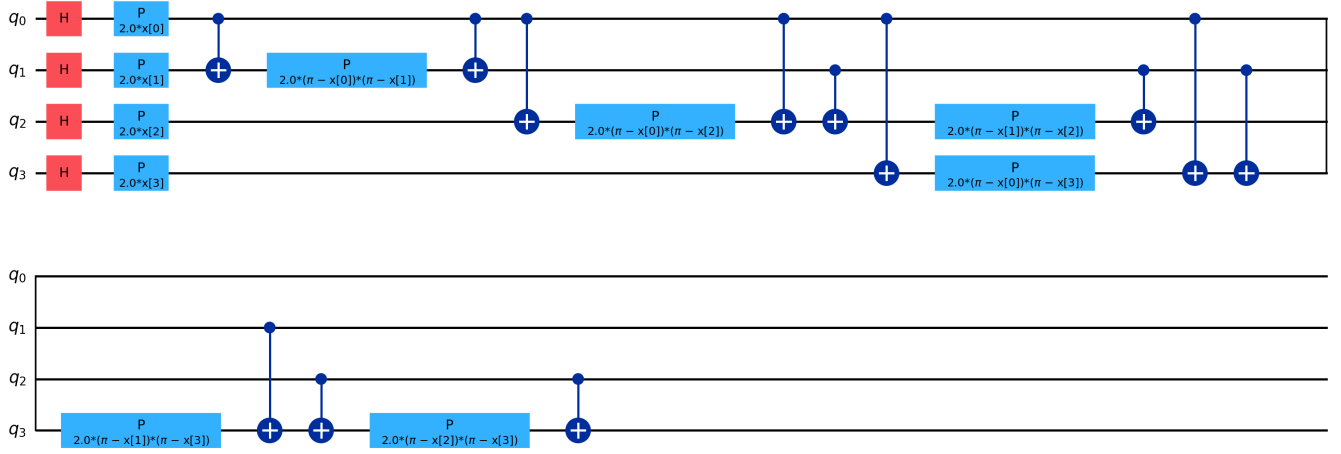 q0 H P 2.0*x[0]
q1 H P 2.0*x[1] P 2.0*(π − x[0])*(π − x[1])
q2 H P 2.0*x[2] P 2.0*(π − x[0])*(π − x[2]) P 2.0*(π − x[1])*(π − x[2])
q3 H P 2.0*x[3] P 2.0*(π − x[0])*(π − x[3])
q0
q1
q2
q3 P 2.0*(π − x[1])*(π − x[3]) P 2.0*(π − x[2])*(π − x[3])